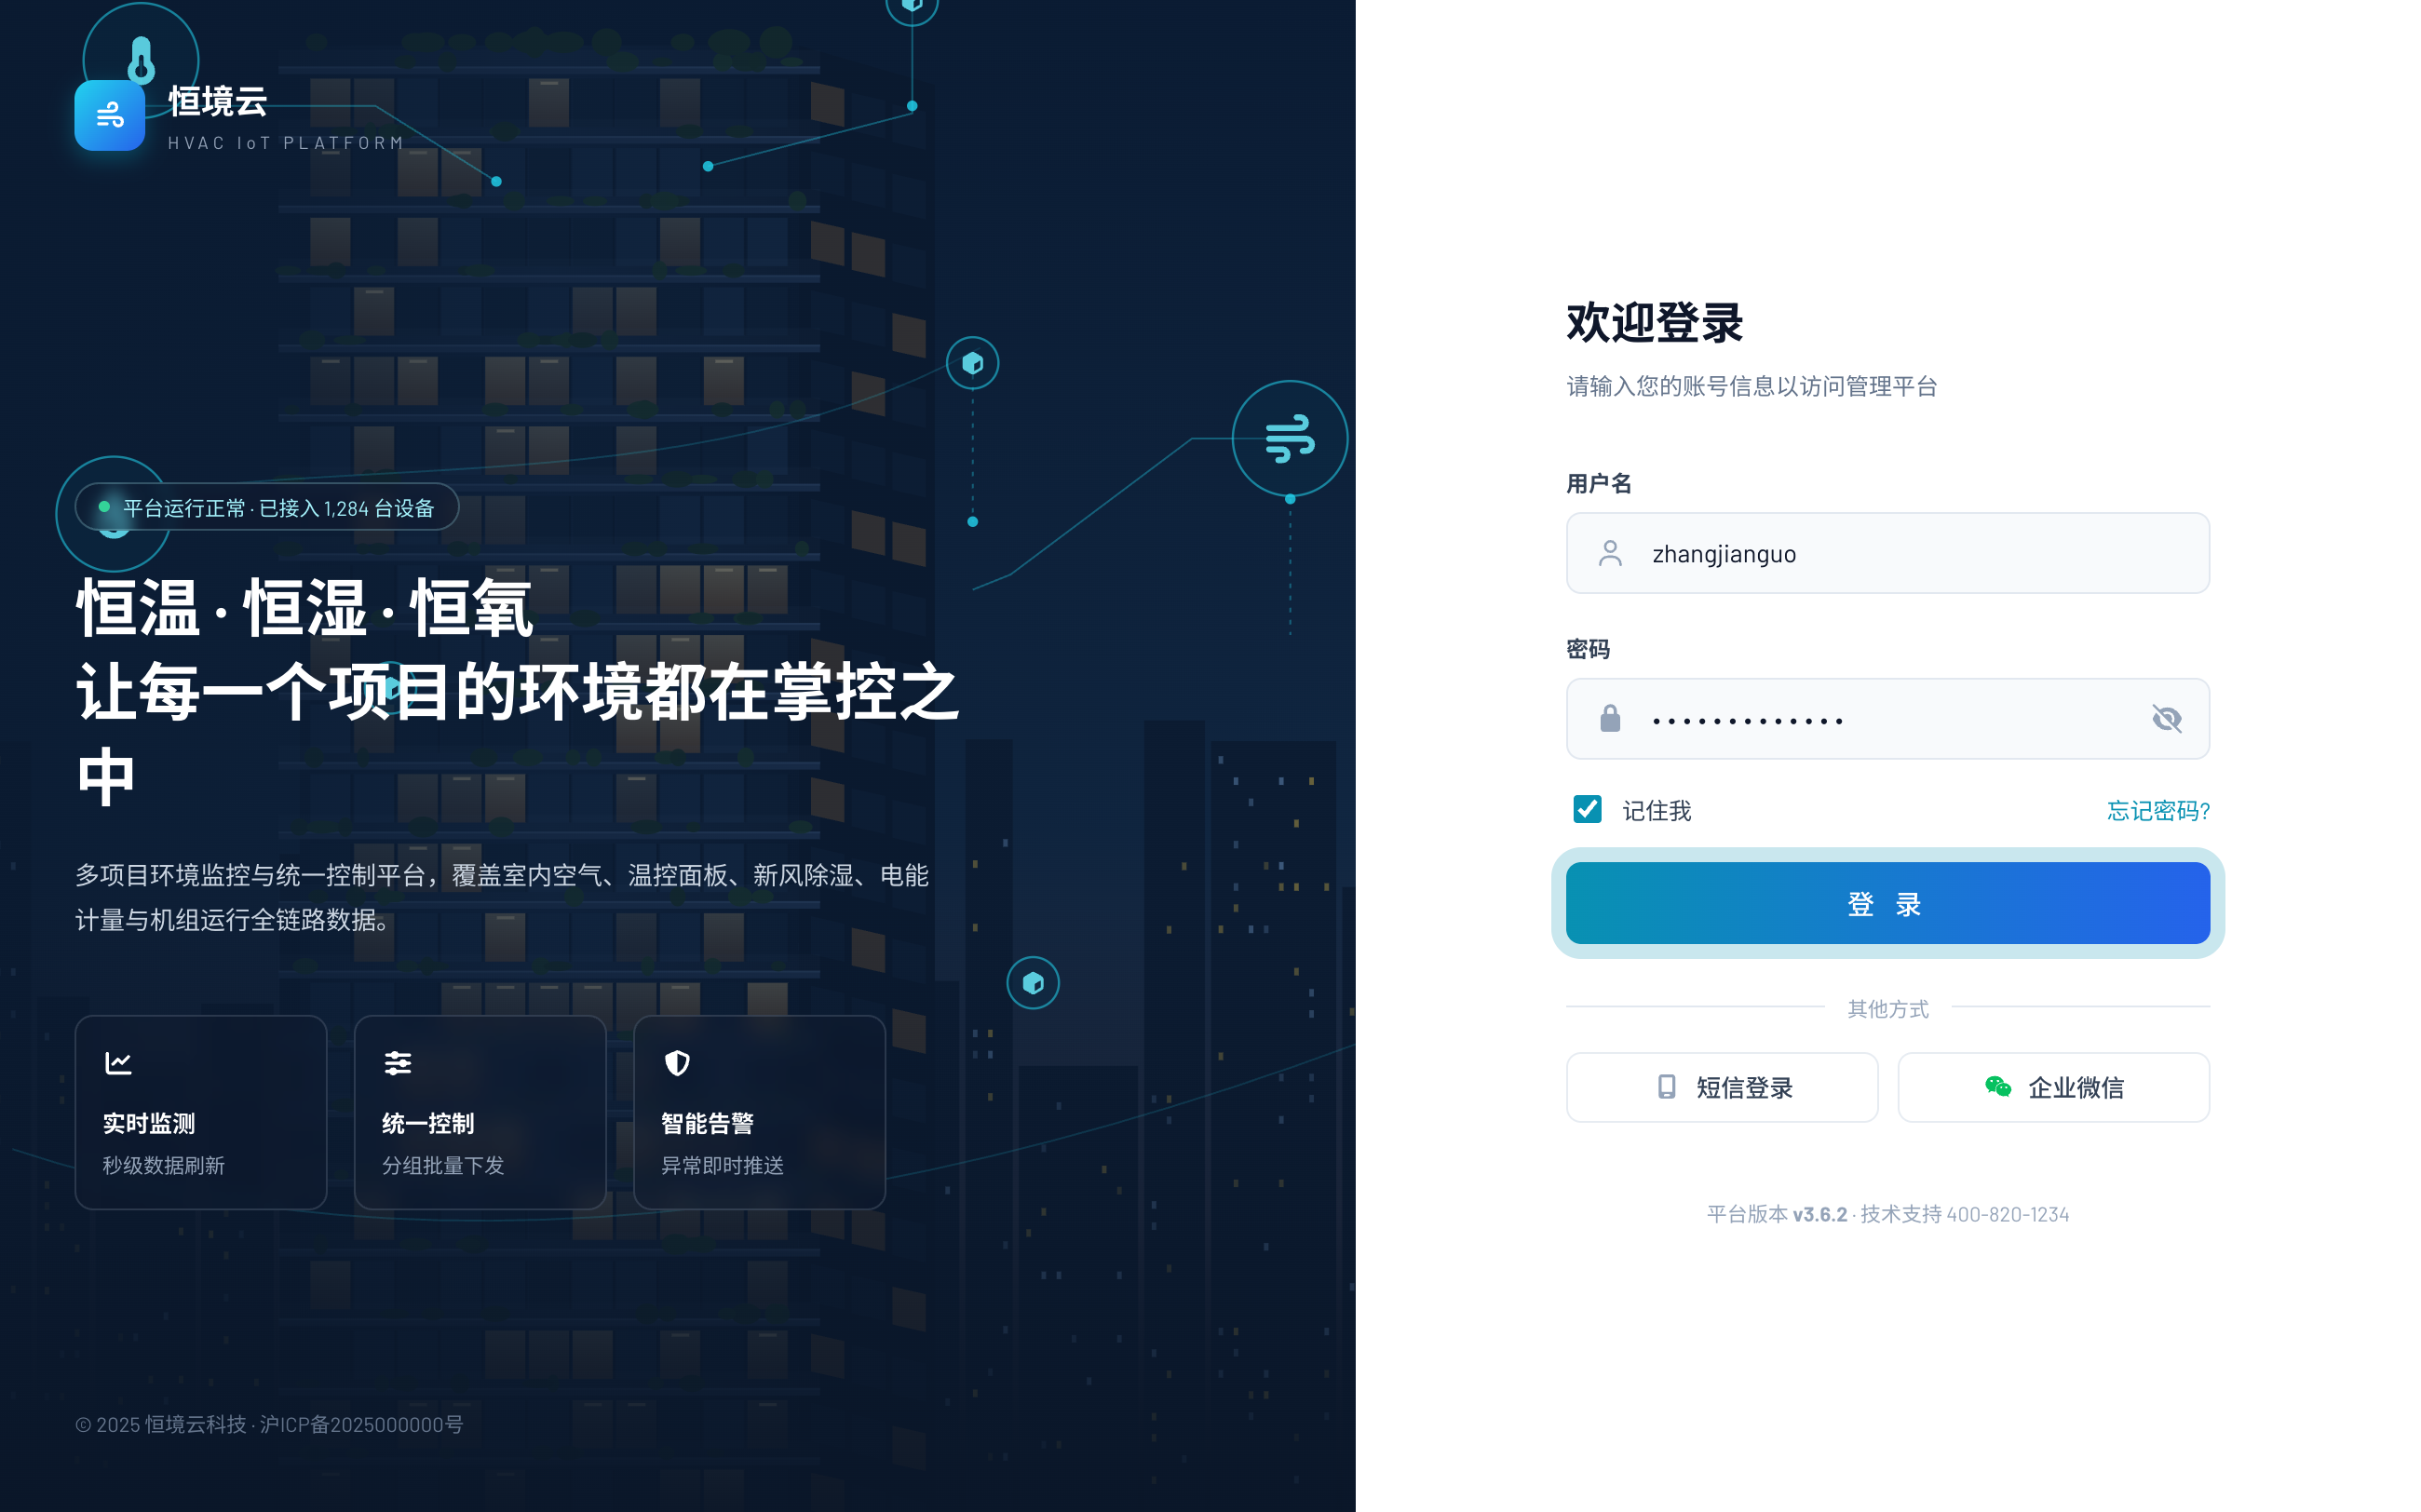 恒境云
HVAC IoT PLATFORM
平台运行正常 · 已接入 1,284 台设备
恒温 · 恒湿 · 恒氧
让每一个项目的环境都在掌控之
中
多项目环境监控与统一控制平台，覆盖室内空气、温控面板、新风除湿、电能
计量与机组运行全链路数据。
实时监测
秒级数据刷新
统一控制
分组批量下发
智能告警
异常即时推送
© 2025 恒境云科技 · 沪ICP备2025000000号
欢迎登录
请输入您的账号信息以访问管理平台
用户名
zhangjianguo
密码
•••••••••••••
记住我
忘记密码?
登 录
其他方式
短信登录
企业微信
平台版本 v3.6.2 · 技术支持 400-820-1234